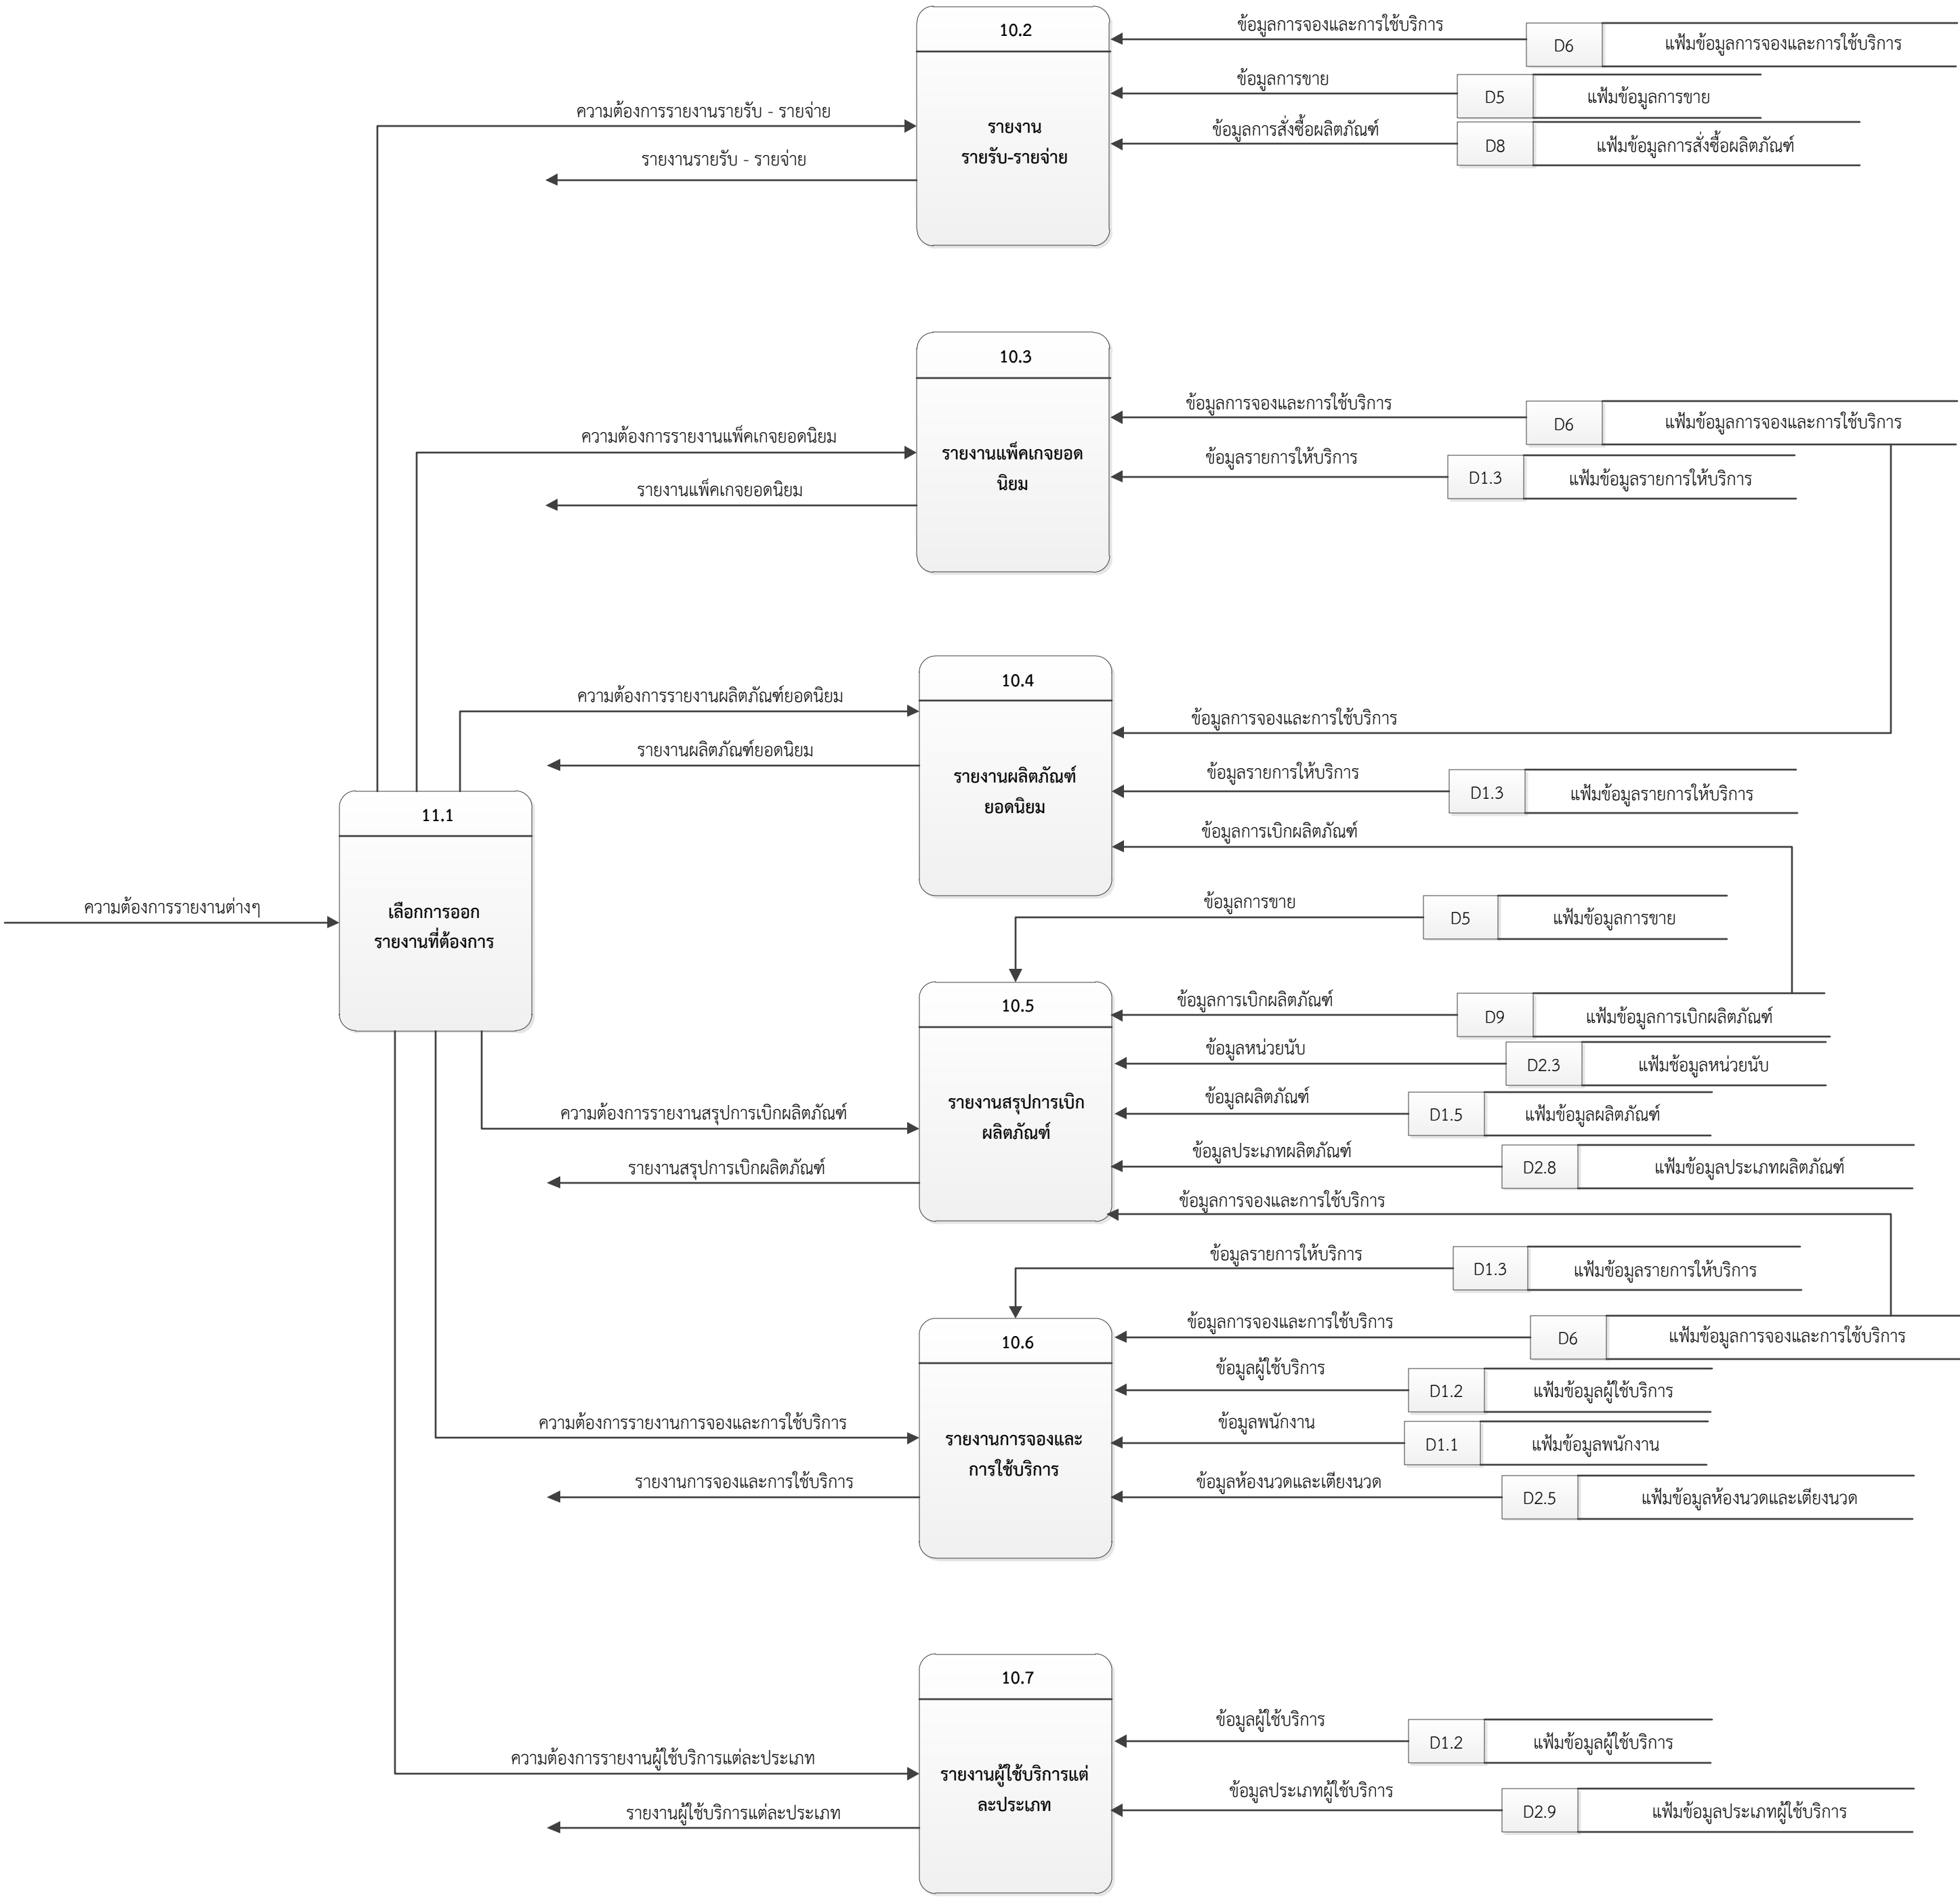 10.2
รายงาน
รายรับ-รายจ่าย
ความต้องการรายงานรายรับ - รายจ่าย
รายงานรายรับ - รายจ่าย
ข้อมูลการจองและการใช้บริการ
D6
แฟ้มข้อมูลการจองและการใช้บริการ
ข้อมูลการขาย
D5
แฟ้มข้อมูลการขาย
ข้อมูลการสั่งซื้อผลิตภัณฑ์
D8
แฟ้มข้อมูลการสั่งซื้อผลิตภัณฑ์
10.3
รายงานแพ็คเกจยอด
นิยม
ความต้องการรายงานแพ็คเกจยอดนิยม
รายงานแพ็คเกจยอดนิยม
ข้อมูลการจองและการใช้บริการ
D6
แฟ้มข้อมูลการจองและการใช้บริการ
ข้อมูลรายการให้บริการ
D1.3
แฟ้มข้อมูลรายการให้บริการ
10.4
รายงานผลิตภัณฑ์
ยอดนิยม
ความต้องการรายงานผลิตภัณฑ์ยอดนิยม
รายงานผลิตภัณฑ์ยอดนิยม
ข้อมูลการจองและการใช้บริการ
ข้อมูลรายการให้บริการ
D1.3
แฟ้มข้อมูลรายการให้บริการ
ข้อมูลการเบิกผลิตภัณฑ์
11.1
เลือกการออก
รายงานที่ต้องการ
ความต้องการรายงานต่างๆ
ข้อมูลการขาย
D5
แฟ้มข้อมูลการขาย
10.5
รายงานสรุปการเบิก
ผลิตภัณฑ์
ความต้องการรายงานสรุปการเบิกผลิตภัณฑ์
รายงานสรุปการเบิกผลิตภัณฑ์
ข้อมูลการเบิกผลิตภัณฑ์
D9
แฟ้มข้อมูลการเบิกผลิตภัณฑ์
ข้อมูลหน่วยนับ
D2.3
แฟ้มช้อมูลหน่วยนับ
ข้อมูลผลิตภัณฑ์
D1.5
แฟ้มข้อมูลผลิตภัณฑ์
ข้อมูลประเภทผลิตภัณฑ์
D2.8
แฟ้มข้อมูลประเภทผลิตภัณฑ์
ข้อมูลการจองและการใช้บริการ
ข้อมูลรายการให้บริการ
D1.3
แฟ้มข้อมูลรายการให้บริการ
10.6
รายงานการจองและ
การใช้บริการ
ความต้องการรายงานการจองและการใช้บริการ
รายงานการจองและการใช้บริการ
ข้อมูลการจองและการใช้บริการ
D6
แฟ้มข้อมูลการจองและการใช้บริการ
ข้อมูลผู้ใช้บริการ
D1.2
แฟ้มข้อมูลผู้ใช้บริการ
ข้อมูลพนักงาน
D1.1
แฟ้มข้อมูลพนักงาน
ข้อมูลห้องนวดและเตียงนวด
D2.5
แฟ้มข้อมูลห้องนวดและเตียงนวด
10.7
รายงานผู้ใช้บริการแต่
ละประเภท
ความต้องการรายงานผู้ใช้บริการแต่ละประเภท
รายงานผู้ใช้บริการแต่ละประเภท
ข้อมูลผู้ใช้บริการ
D1.2
แฟ้มข้อมูลผู้ใช้บริการ
ข้อมูลประเภทผู้ใช้บริการ
D2.9
แฟ้มข้อมูลประเภทผู้ใช้บริการ